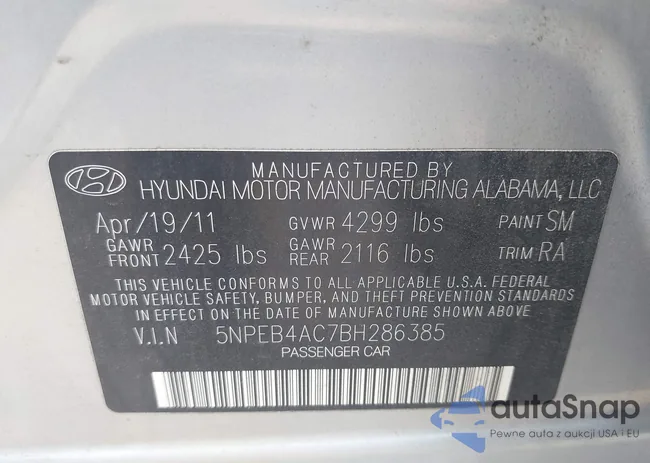 MANUFACTURED BY
HYUNDAI MOTOR MANUFACTURING ALABAMA, LLC
Apr/19/11 GVWR 4299 lbs PAINT SM
GAWR FRONT 2425 lbs GAWR REAR 2116 lbs TRIM RA
THIS VEHICLE CONFORMS TO ALL APPLICABLE U.S.A. FEDERAL
MOTOR VEHICLE SAFETY, BUMPER, AND THEFT PREVENTION STANDARDS
IN EFFECT ON THE DATE OF MANUFACTURE SHOWN ABOVE
V.I.N 5NPEB4AC7BH286385
PASSENGER CAR
autaSnap
Pewne auta z aukcji USA i EU